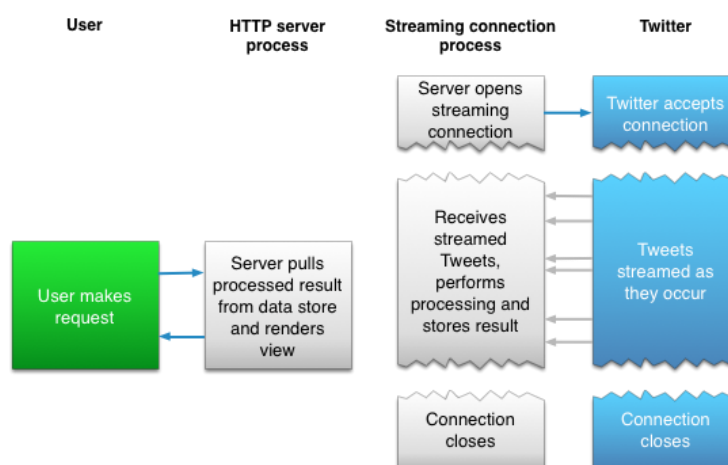 User
HTTP server
process
Streaming connection
process
Twitter
Server opens
streaming
connection
Twitter accepts
connection
User makes
request
Server pulls
processed result
from data store
and renders
view
Receives
streamed
Tweets,
performs
processing and
stores result
Tweets
streamed as
they occur
Connection
closes
Connection
closes